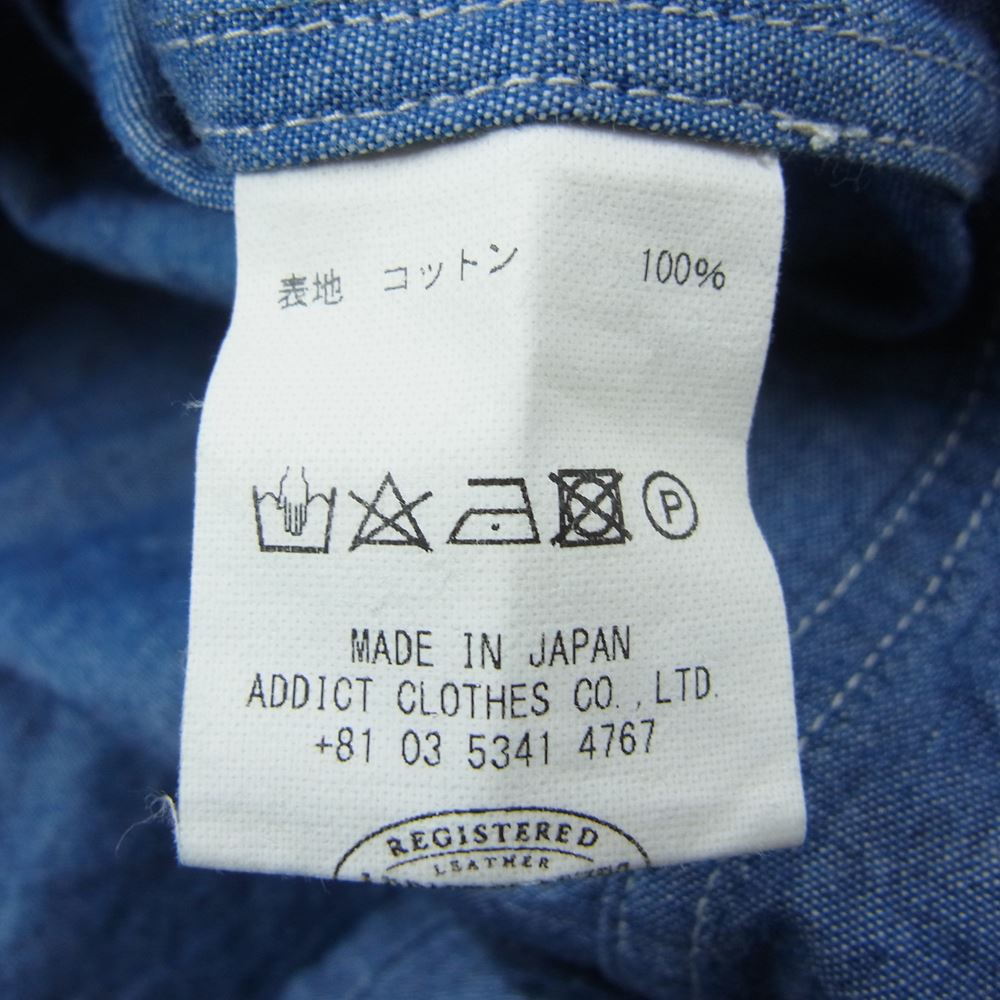 表地 コットン 100%
P
MADE IN JAPAN
ADDICT CLOTHES CO.,LTD.
+81 03 5341 4767
REGISTERED
LEATHER